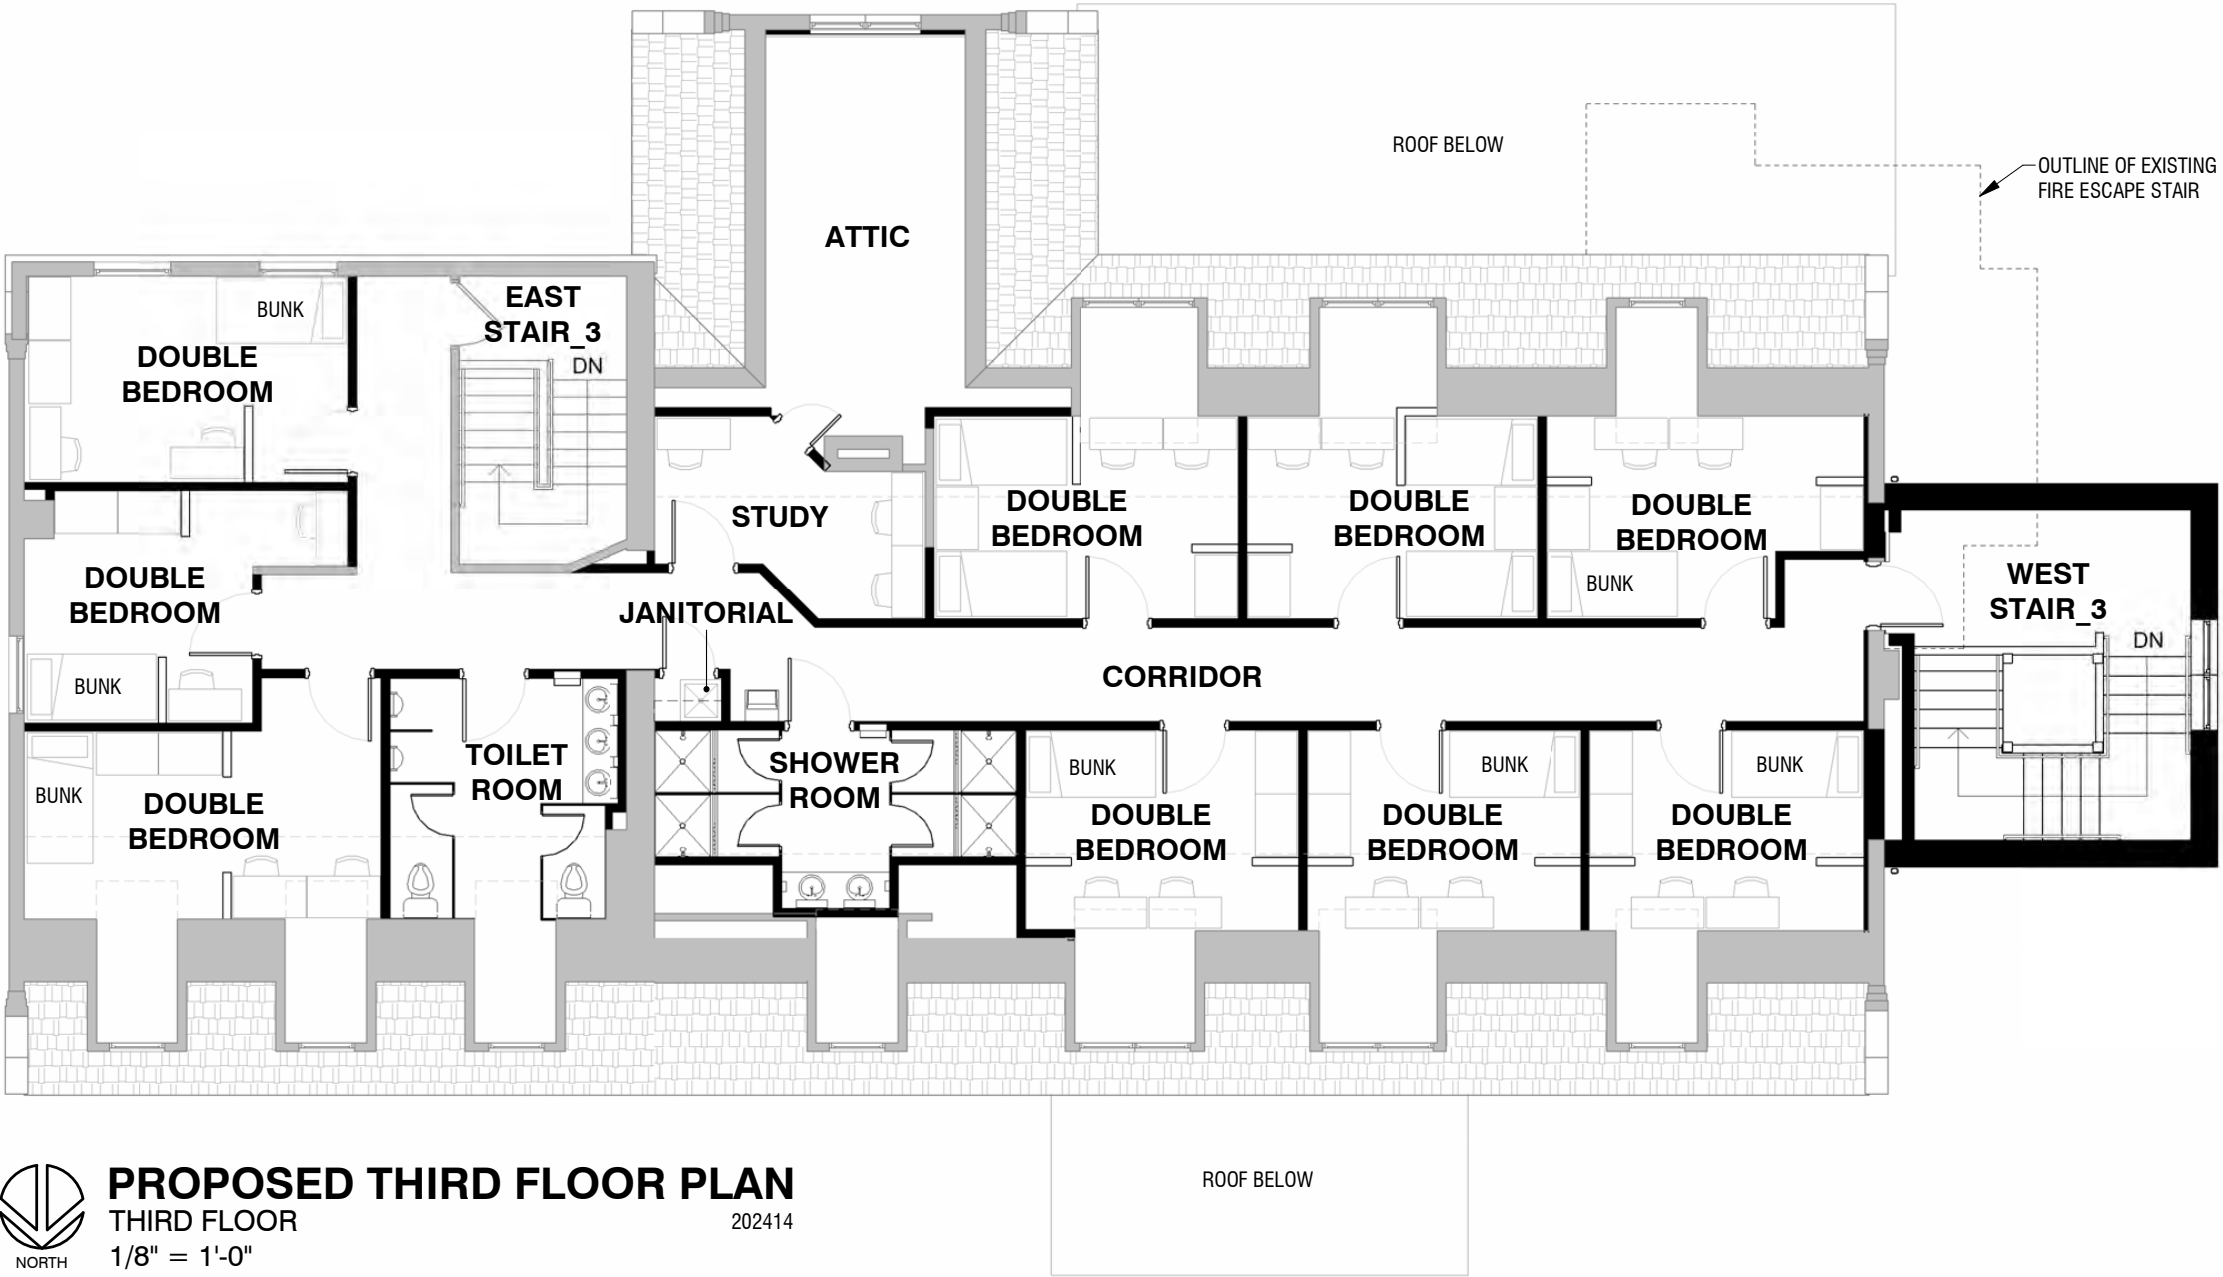 ROOF BELOW
OUTLINE OF EXISTING
FIRE ESCAPE STAIR
ATTIC
BUNK
DOUBLE
BEDROOM
EAST
STAIR_3
DN
STUDY
DOUBLE
BEDROOM
DOUBLE
BEDROOM
DOUBLE
BEDROOM
BUNK
DOUBLE
BEDROOM
BUNK
JANITORIAL
CORRIDOR
WEST
STAIR_3
DN
BUNK
DOUBLE
BEDROOM
TOILET
ROOM
SHOWER
ROOM
BUNK
DOUBLE
BEDROOM
BUNK
DOUBLE
BEDROOM
BUNK
DOUBLE
BEDROOM
ROOF BELOW
PROPOSED THIRD FLOOR PLAN
THIRD FLOOR
202414
1/8" = 1'-0"
NORTH